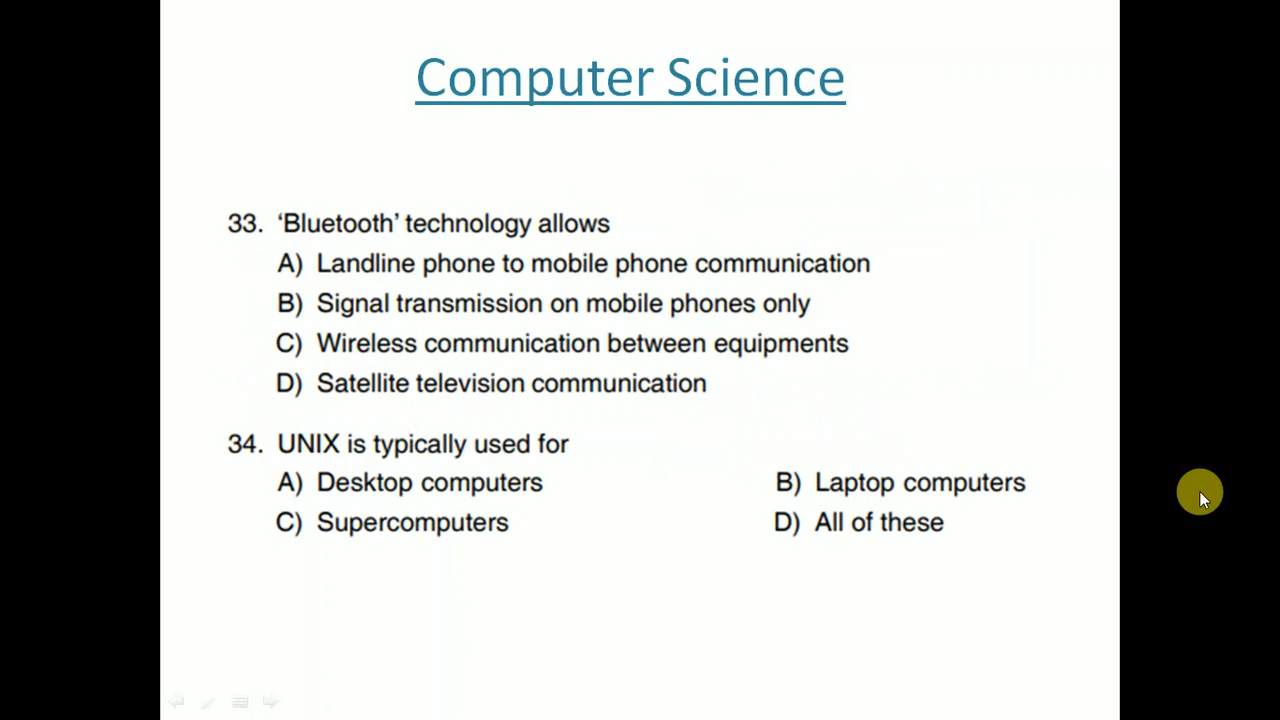 Computer Science
33. ‘Bluetooth’ technology allows
A) Landline phone to mobile phone communication
B) Signal transmission on mobile phones only
C) Wireless communication between equipments
D) Satellite television communication
34. UNIX is typically used for
A) Desktop computers B) Laptop computers
C) Supercomputers D) All of these